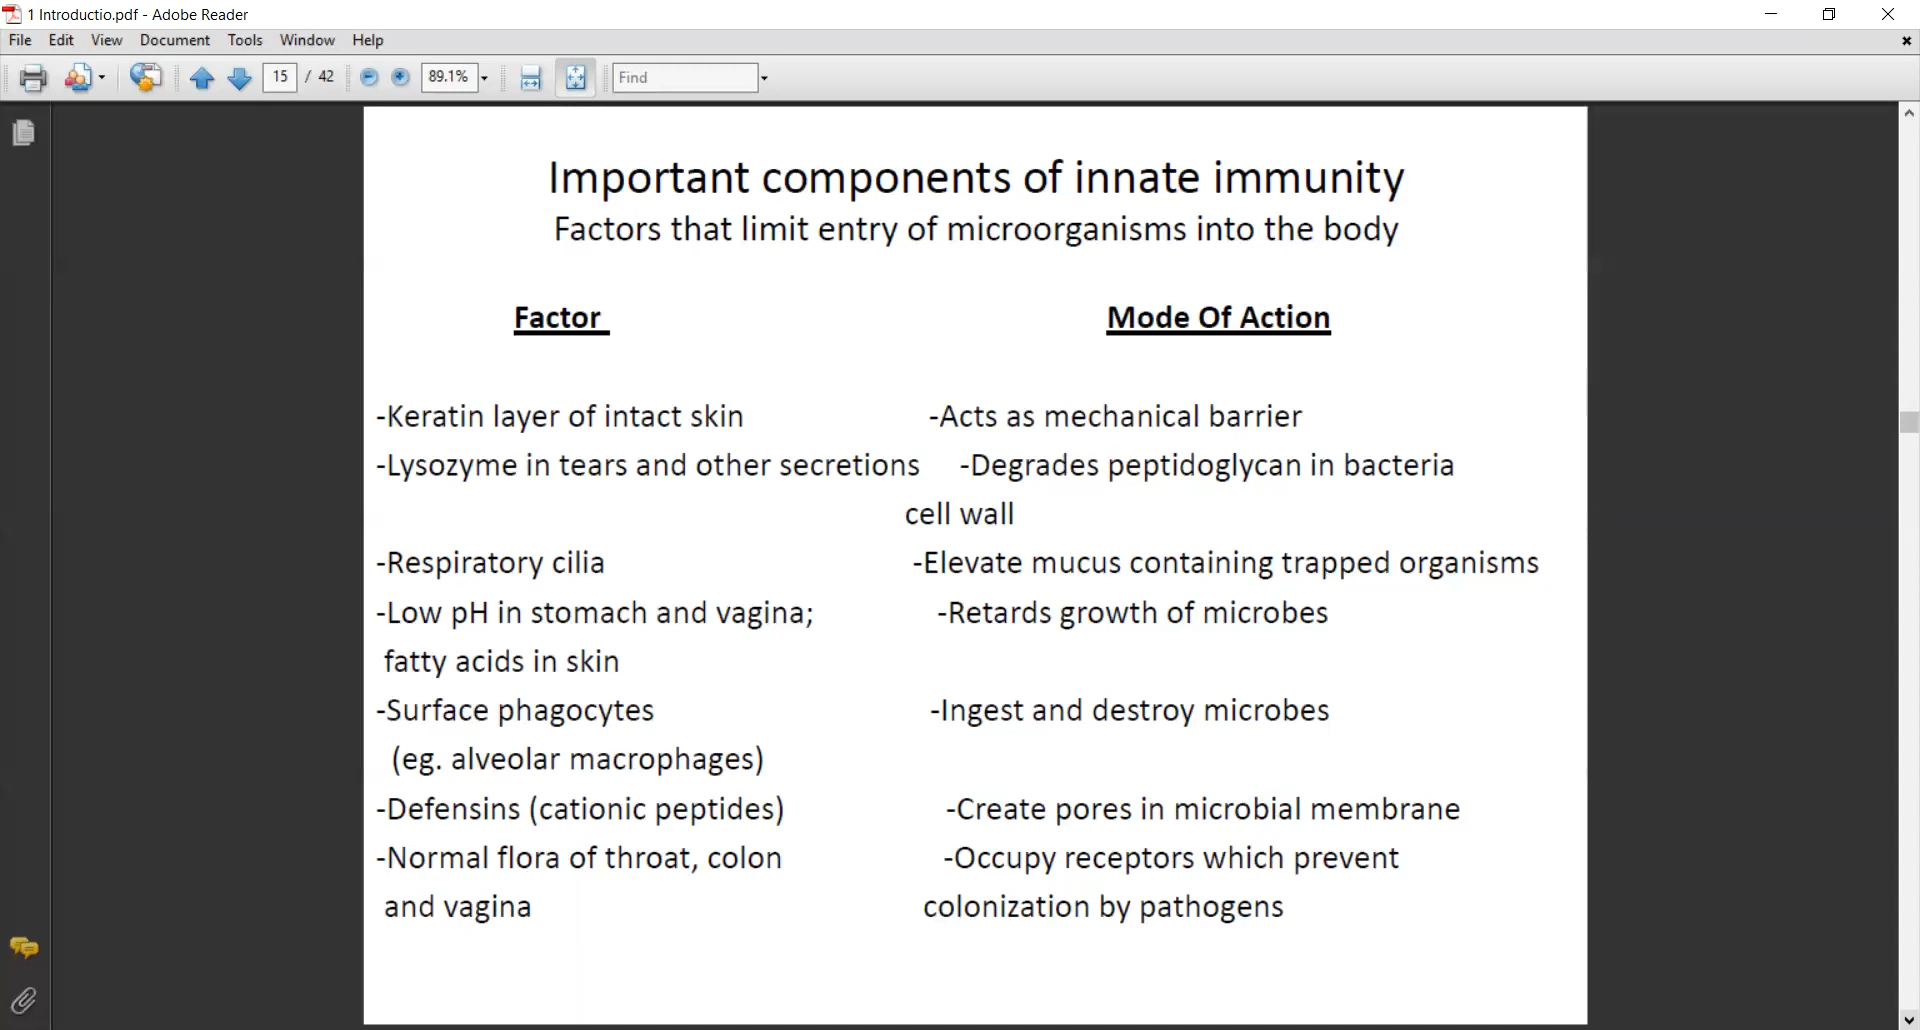 1 Introductio.pdf - Adobe Reader
File Edit View Document Tools Window Help
15 / 42 89.1% Find
Important components of innate immunity
Factors that limit entry of microorganisms into the body
Factor Mode Of Action
-Keratin layer of intact skin -Acts as mechanical barrier
-Lysozyme in tears and other secretions -Degrades peptidoglycan in bacteria
cell wall
-Respiratory cilia -Elevate mucus containing trapped organisms
-Low pH in stomach and vagina; -Retards growth of microbes
fatty acids in skin
-Surface phagocytes -Ingest and destroy microbes
(eg. alveolar macrophages)
-Defensins (cationic peptides) -Create pores in microbial membrane
-Normal flora of throat, colon -Occupy receptors which prevent
and vagina colonization by pathogens